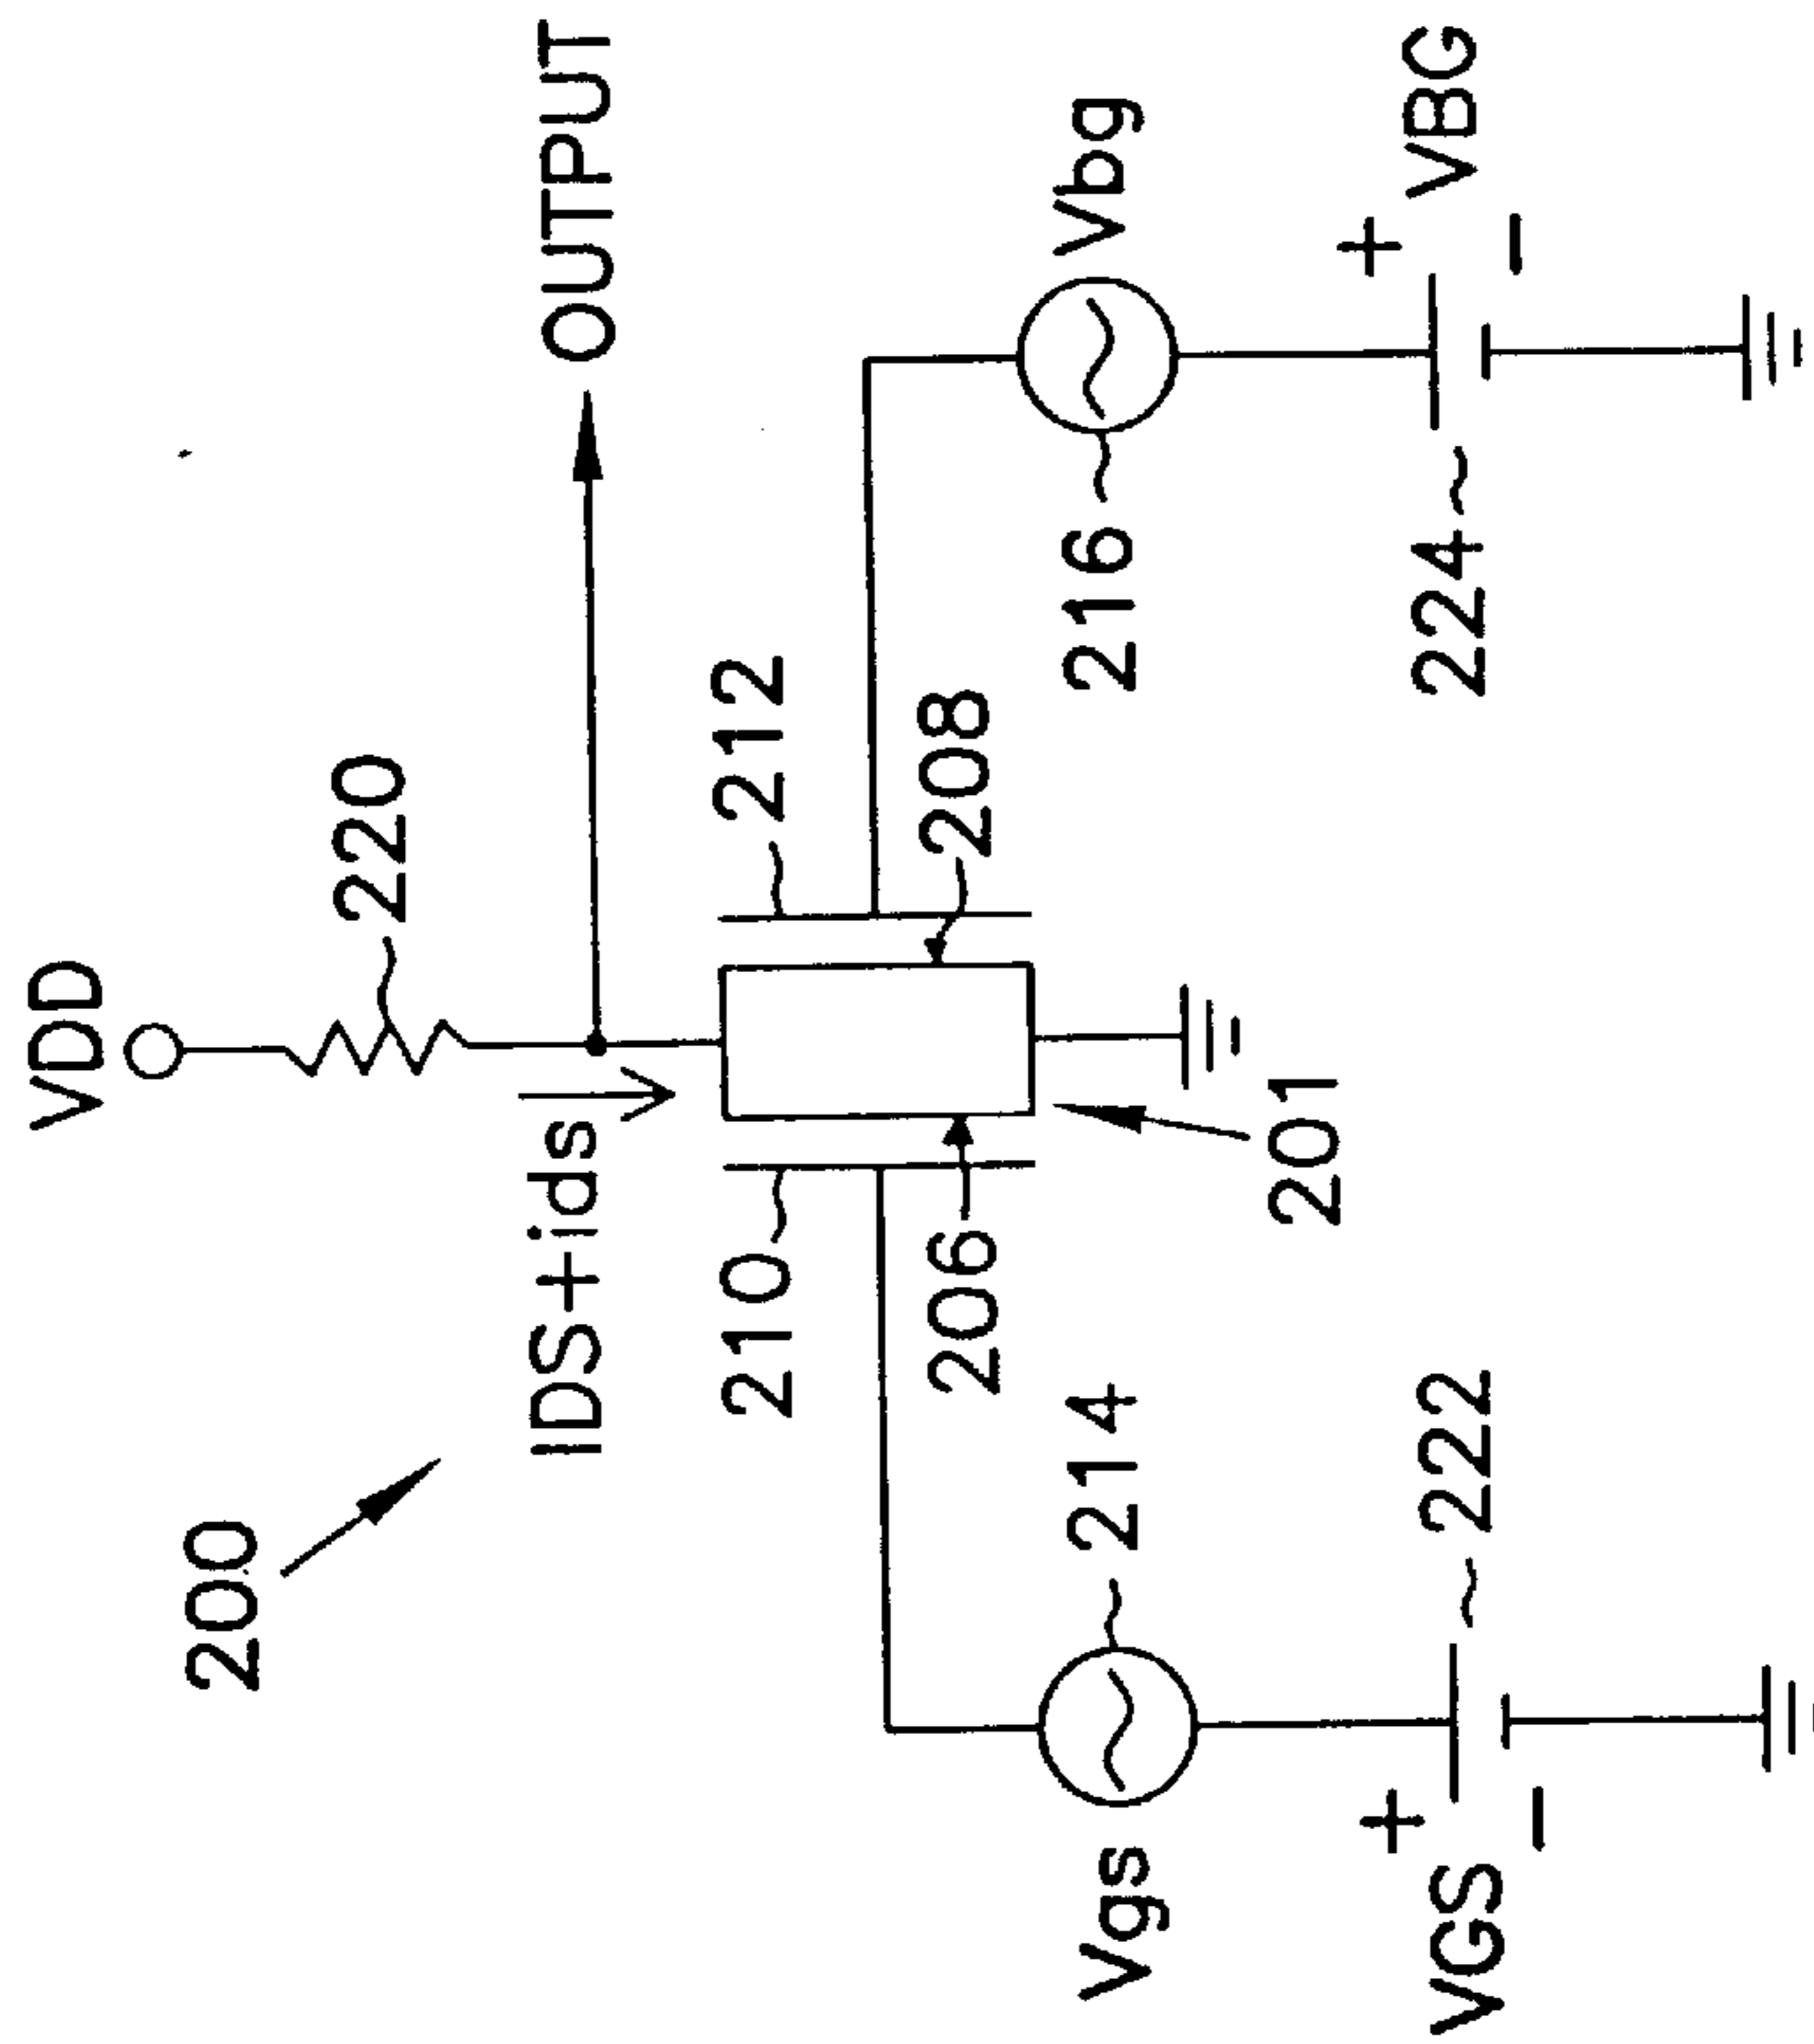 200
VDD
220
IDS+ids
OUTPUT
210
212
206
208
201
Vgs
214
216
Vbg
VGS
+
-
222
224
+
-
VBG